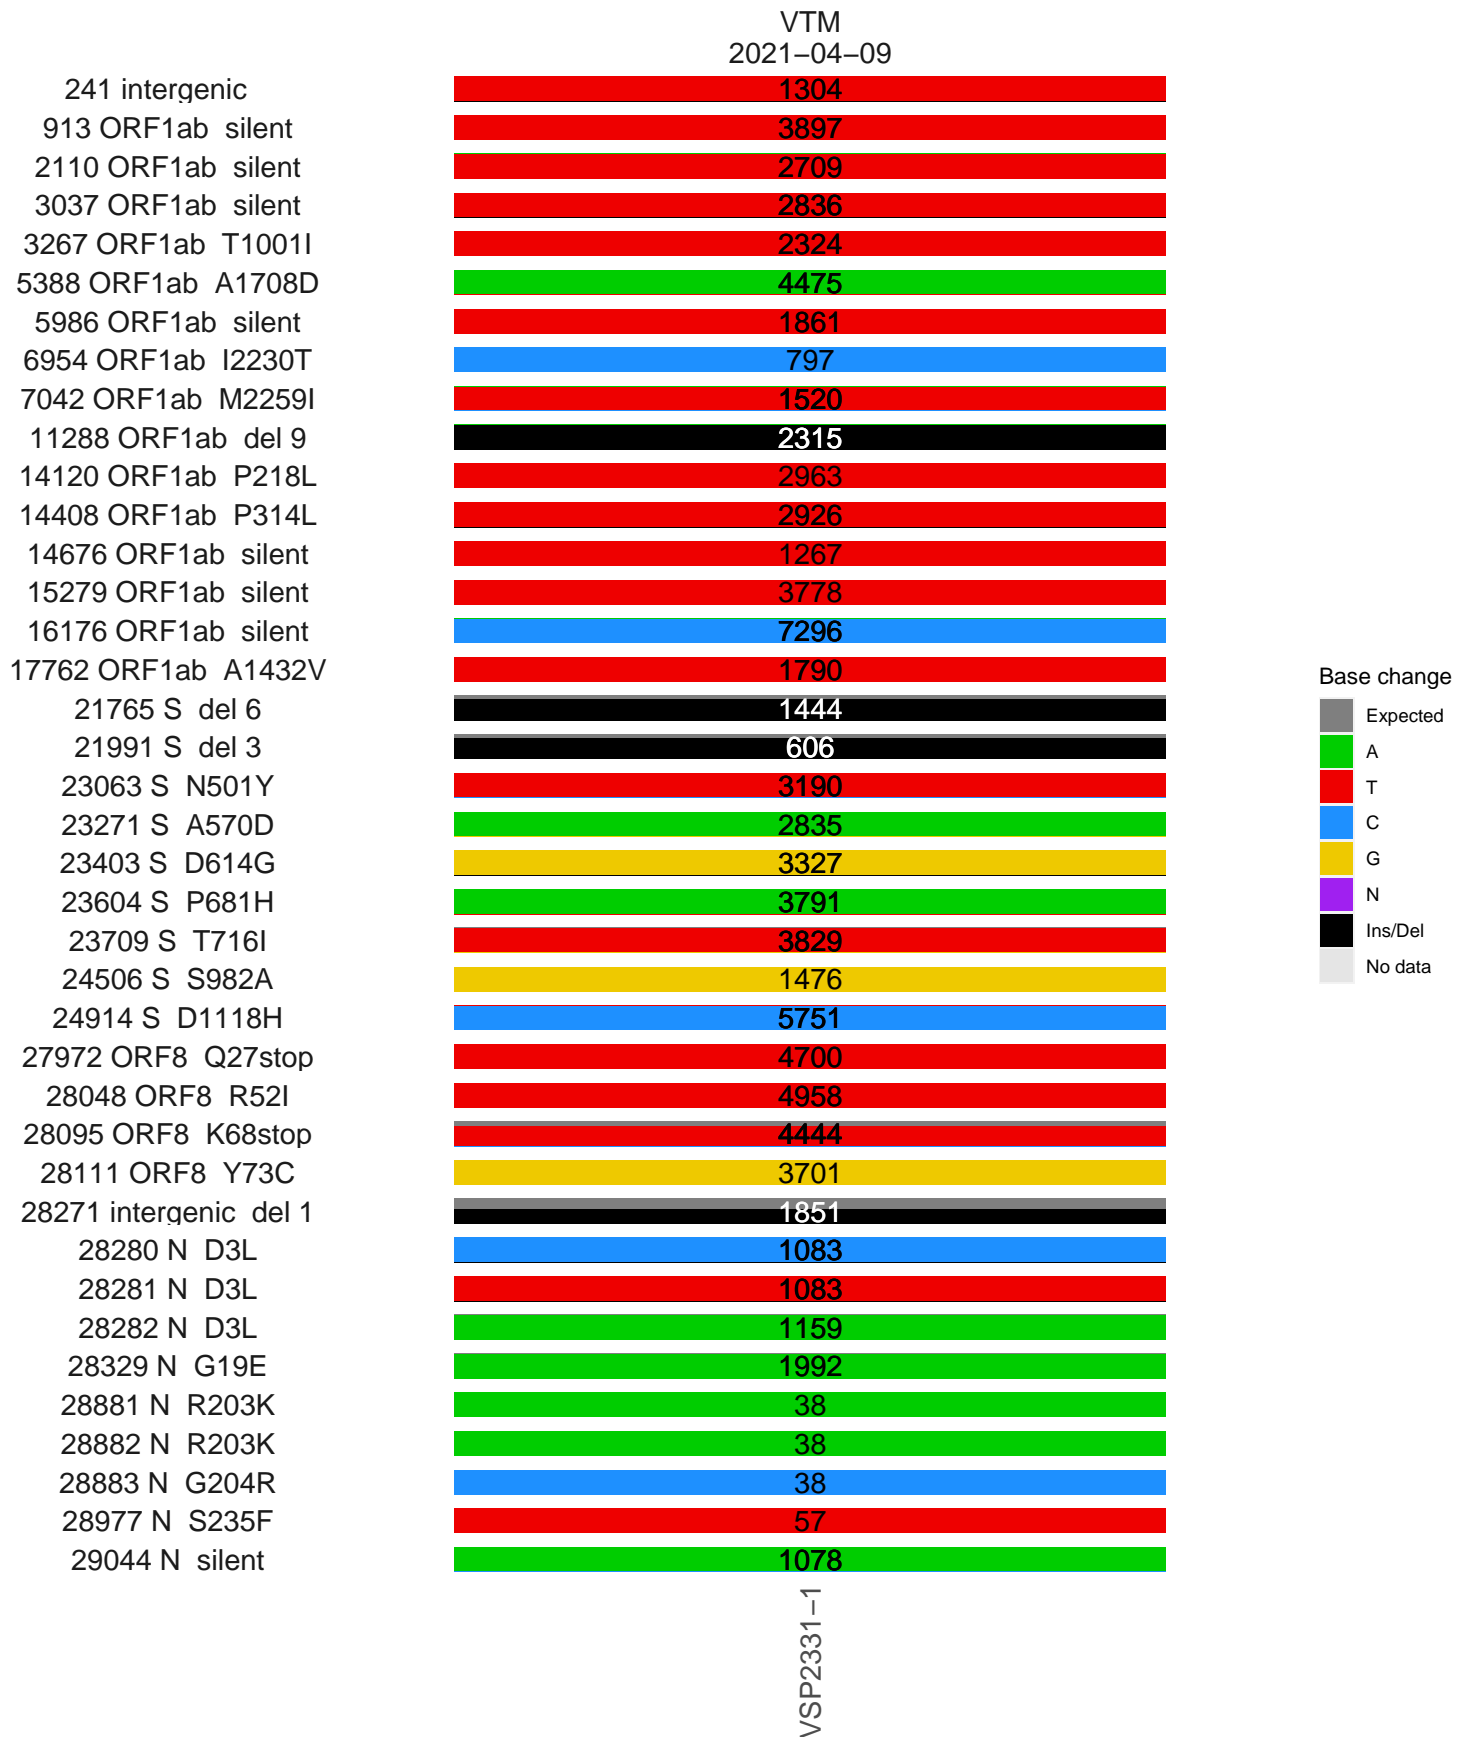 VTM
2021−04−09
241 intergenic 1304
913 ORF1ab silent 3897
2110 ORF1ab silent 2709
3037 ORF1ab silent 2836
3267 ORF1ab T1001I 2324
5388 ORF1ab A1708D 4475
5986 ORF1ab silent 1861
6954 ORF1ab I2230T 797
7042 ORF1ab M2259I 1520
11288 ORF1ab del 9 2315
14120 ORF1ab P218L 2963
14408 ORF1ab P314L 2926
14676 ORF1ab silent 1267
15279 ORF1ab silent 3778
16176 ORF1ab silent 7296
17762 ORF1ab A1432V 1790
21765 S del 6 1444
21991 S del 3 606
23063 S N501Y 3190
23271 S A570D 2835
23403 S D614G 3327
23604 S P681H 3791
23709 S T716I 3829
24506 S S982A 1476
24914 S D1118H 5751
27972 ORF8 Q27stop 4700
28048 ORF8 R52I 4958
28095 ORF8 K68stop 4444
28111 ORF8 Y73C 3701
28271 intergenic del 1 1851
28280 N D3L 1083
28281 N D3L 1083
28282 N D3L 1159
28329 N G19E 1992
28881 N R203K 38
28882 N R203K 38
28883 N G204R 38
28977 N S235F 57
29044 N silent 1078
VSP2331−1
Base change
Expected
A
T
C
G
N
Ins/Del
No data